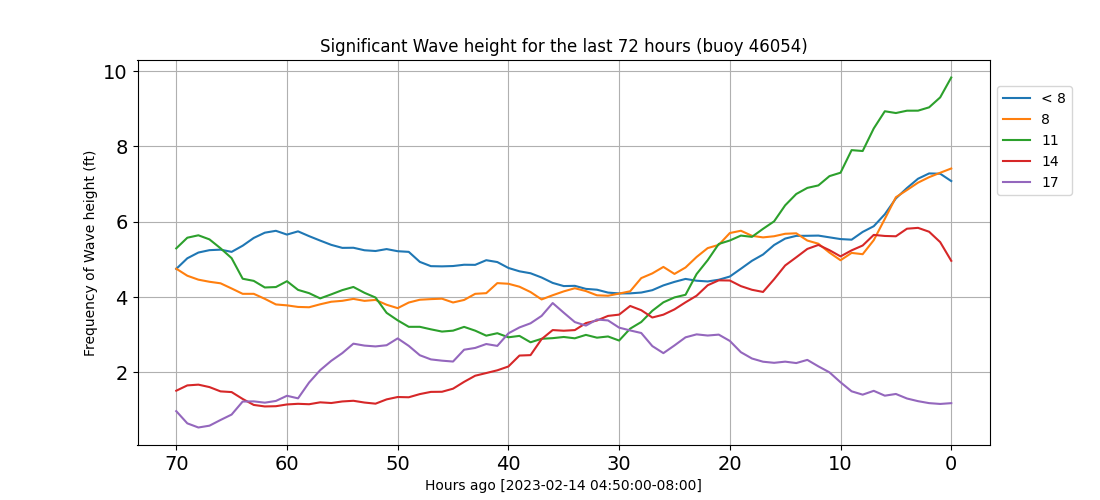 Significant Wave height for the last 72 hours (buoy 46054)
Frequency of Wave height (ft)
10
8
6
4
2
70 60 50 40 30 20 10 0
Hours ago [2023-02-14 04:50:00-08:00]
< 8
8
11
14
17